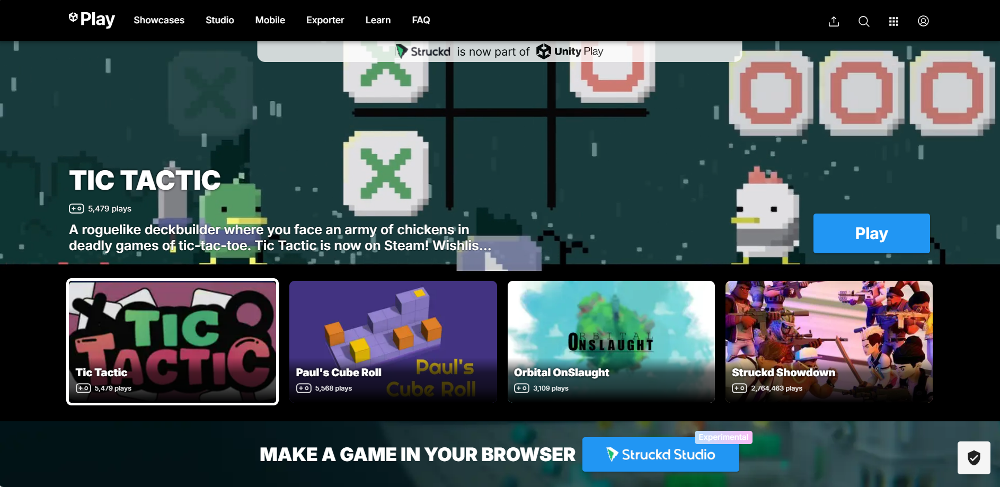 Play
Showcases
Studio
Mobile
Exporter
Learn
FAQ
Struckd is now part of Unity Play
TIC TACTIC
5,479 plays
A roguelike deckbuilder where you face an army of chickens in
deadly games of tic-tac-toe. Tic Tactic is now on Steam! Wishlis...
Play
TIC
TACTIC
Tic Tactic
5,479 plays
Paul's
Cube Roll
Paul's Cube Roll
5,568 plays
ORBITAL
ONSLAUGHT
Orbital OnSlaught
3,109 plays
Struckd Showdown
2,764,463 plays
MAKE A GAME IN YOUR BROWSER
Experimental
Struckd Studio